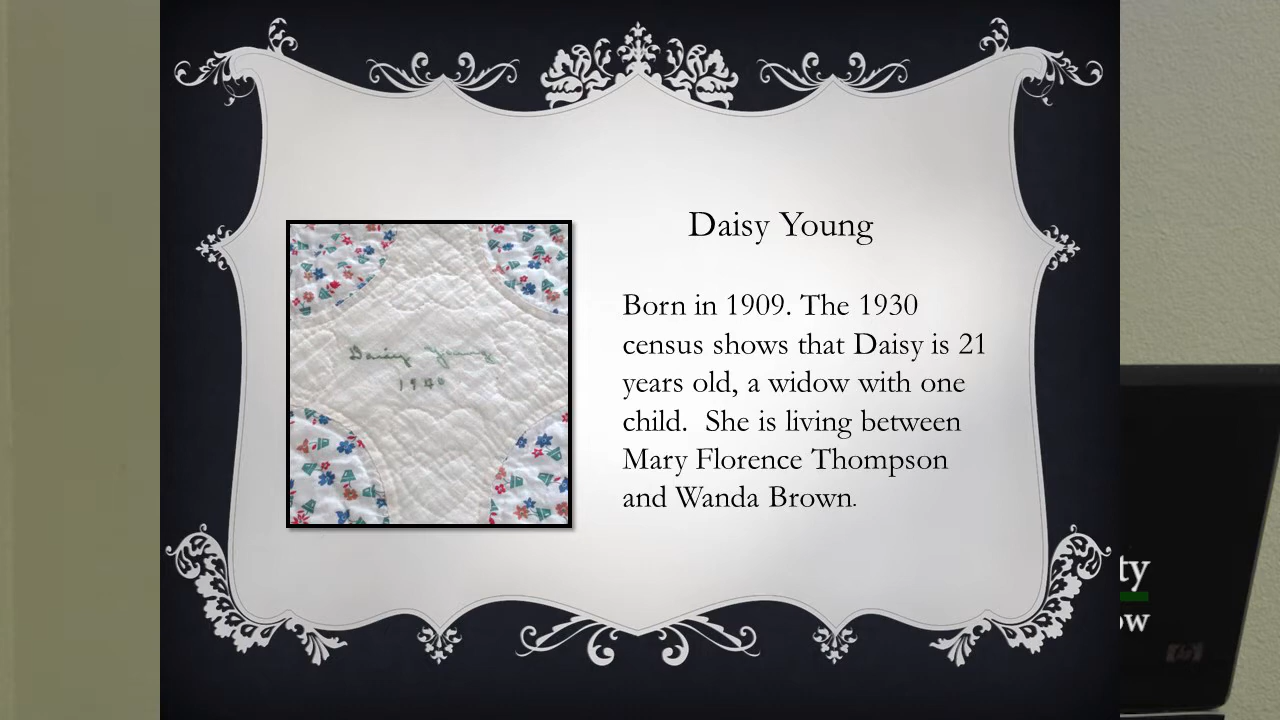 Daisy Young
Born in 1909. The 1930
census shows that Daisy is 21
years old, a widow with one
child.  She is living between
Mary Florence Thompson
and Wanda Brown.
Daisy Young
1940
ty
ow
hp